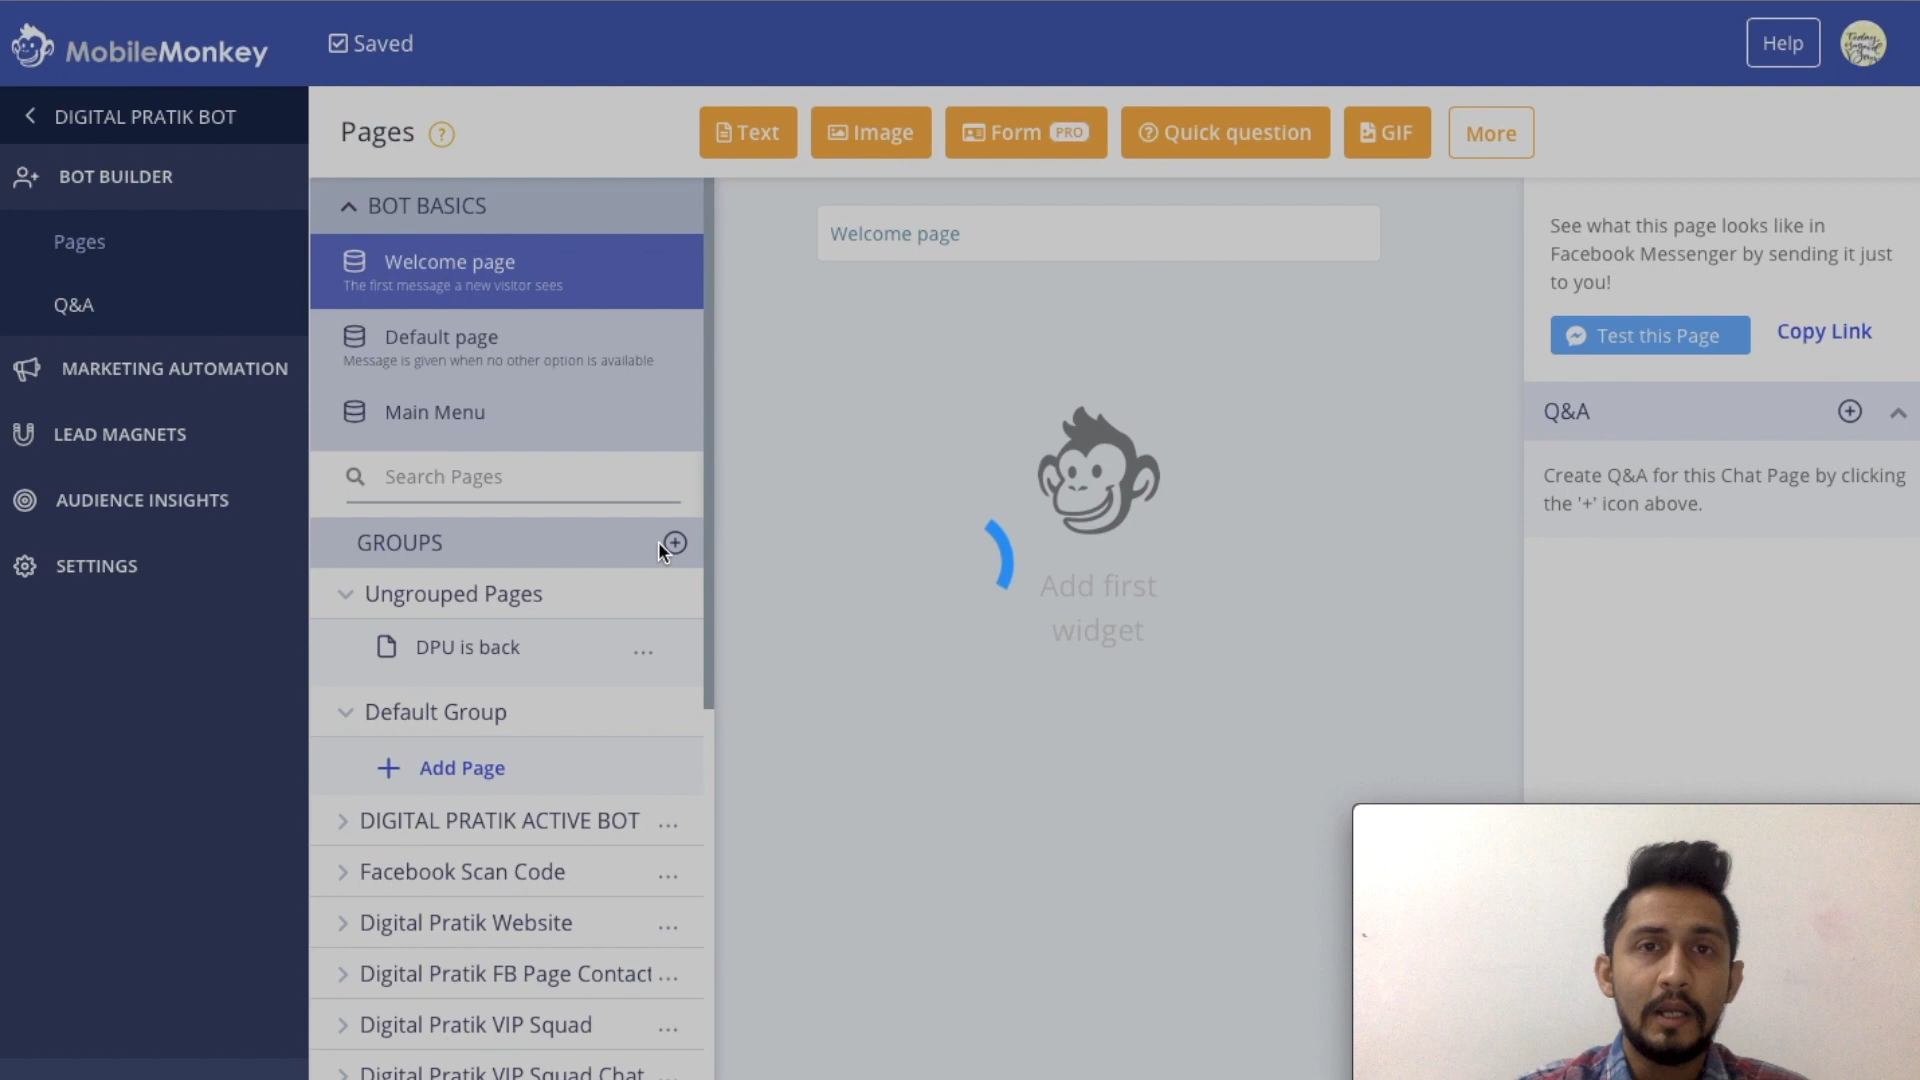 MobileMonkey
Saved
Help
DIGITAL PRATIK BOT
BOT BUILDER
Pages
Q&A
MARKETING AUTOMATION
LEAD MAGNETS
AUDIENCE INSIGHTS
SETTINGS
Pages ?
Text
Image
Form PRO
Quick question
GIF
More
BOT BASICS
Welcome page
The first message a new visitor sees
Default page
Message is given when no other option is available
Main Menu
Search Pages
GROUPS
Ungrouped Pages
DPU is back ...
Default Group
+ Add Page
DIGITAL PRATIK ACTIVE BOT ...
Facebook Scan Code ...
Digital Pratik Website ...
Digital Pratik FB Page Contact ...
Digital Pratik VIP Squad ...
Digital Pratik VIP Squad Chat
Welcome page
Add first
widget
See what this page looks like in
Facebook Messenger by sending it just
to you!
Test this Page
Copy Link
Q&A
Create Q&A for this Chat Page by clicking
the '+' icon above.